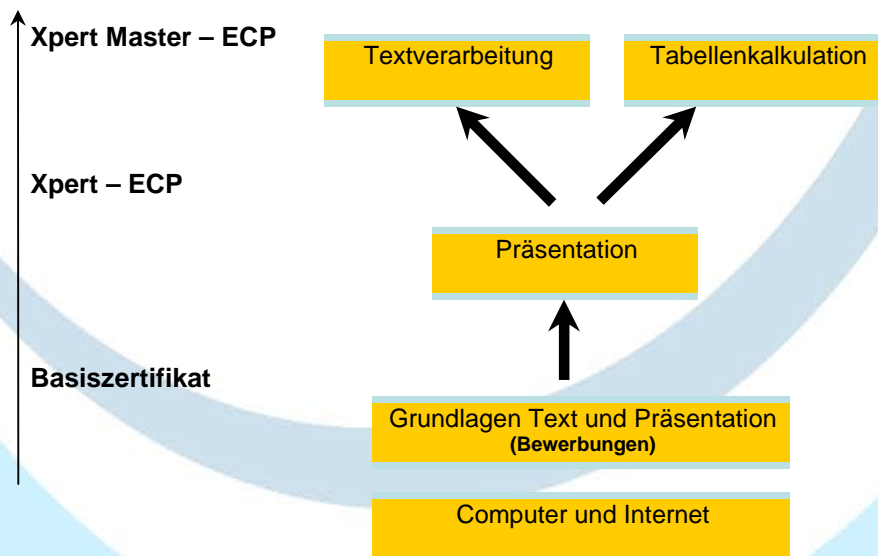 Xpert Master – ECP
Textverarbeitung
Tabellenkalkulation
Xpert – ECP
Präsentation
Basiszertifikat
Grundlagen Text und Präsentation
(Bewerbungen)
Computer und Internet